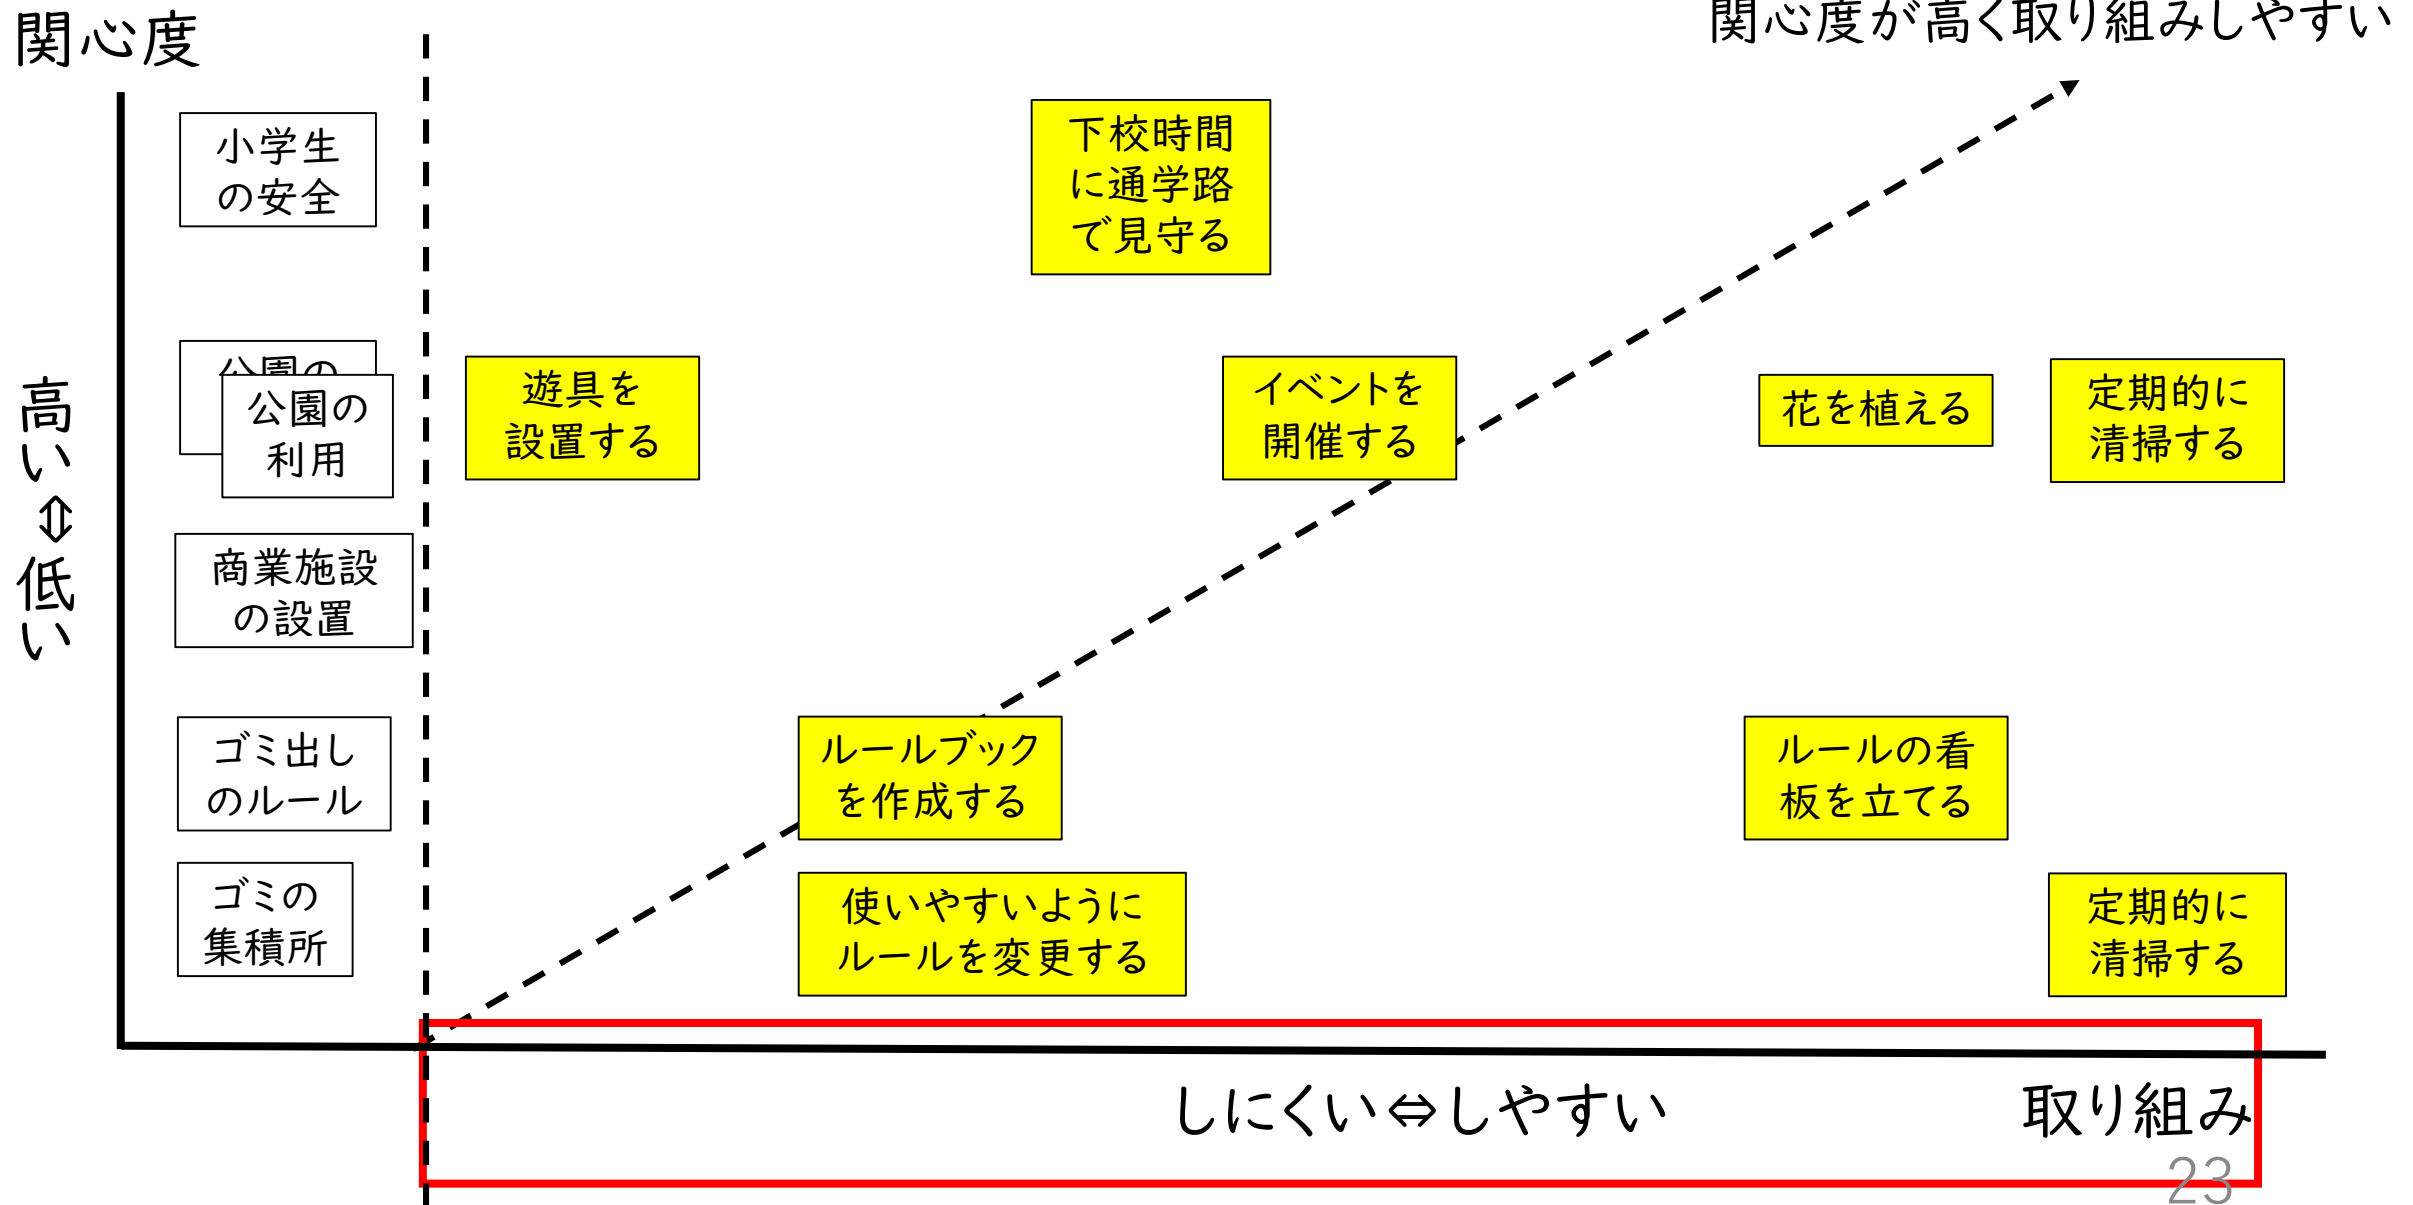 関心度
関心度が高く取り組みしやすい
高い⇔低い
小学生
の安全
下校時間
に通学路
で見守る
公園の
公園の
利用
遊具を
設置する
イベントを
開催する
花を植える
定期的に
清掃する
商業施設
の設置
ゴミ出し
のルール
ルールブック
を作成する
ルールの看
板を立てる
ゴミの
集積所
使いやすいように
ルールを変更する
定期的に
清掃する
しにくい⇔しやすい
取り組み
23